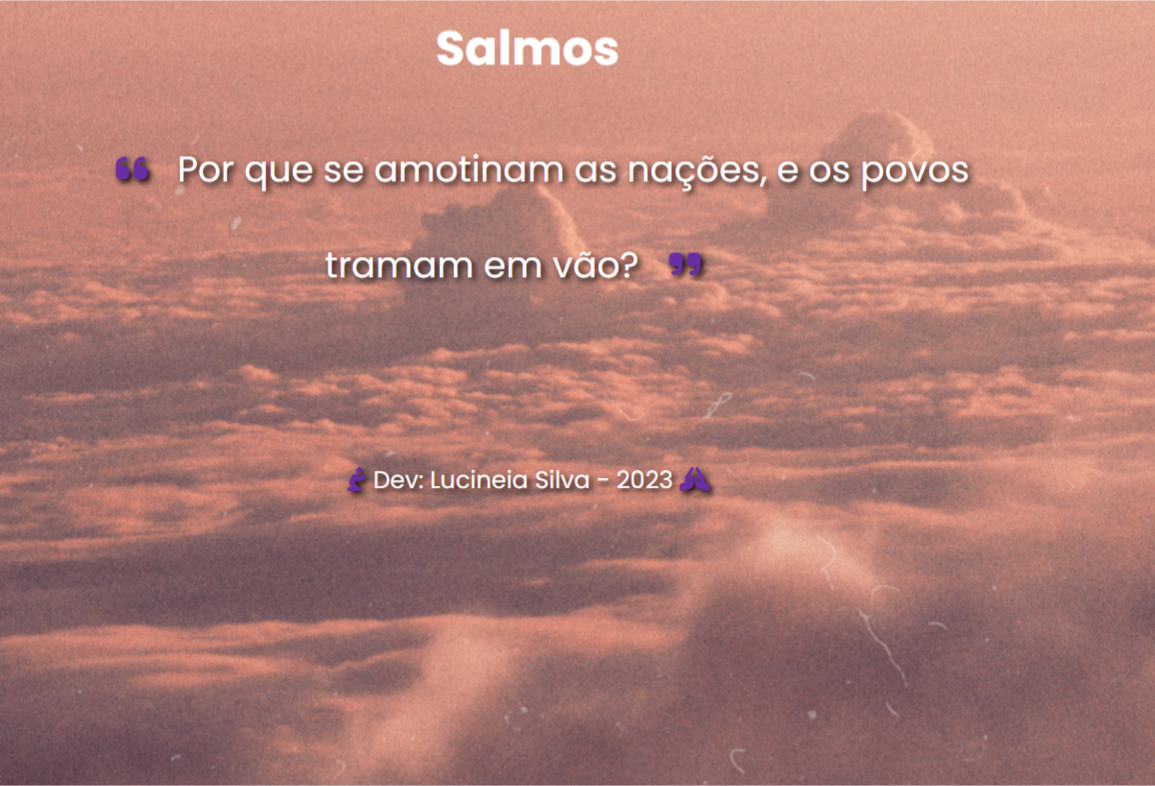 Salmos
“ Por que se amotinam as nações, e os povos
tramam em vão? ”
Dev: Lucineia Silva - 2023